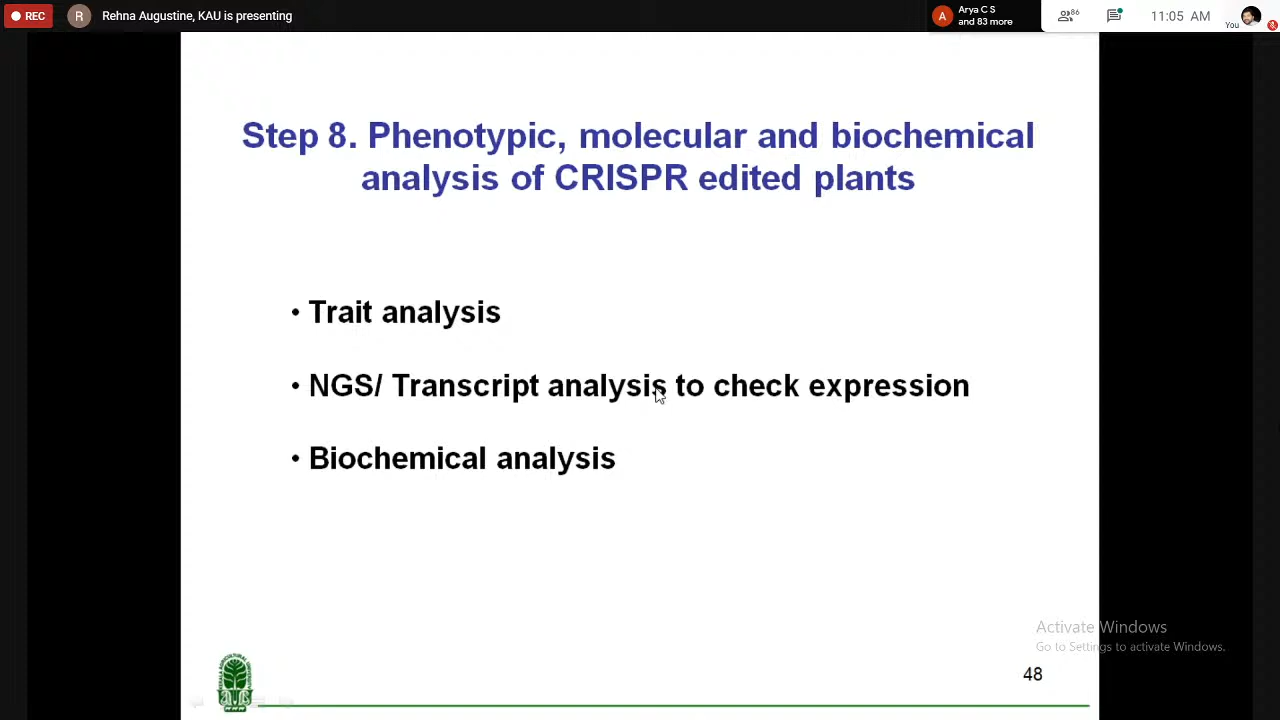 REC
R
Rehna Augustine, KAU is presenting
A
Arya C S
and 83 more
86
11:05 AM
You
Step 8. Phenotypic, molecular and biochemical
analysis of CRISPR edited plants
• Trait analysis
• NGS/ Transcript analysis to check expression
• Biochemical analysis
Activate Windows
Go to Settings to activate Windows.
48